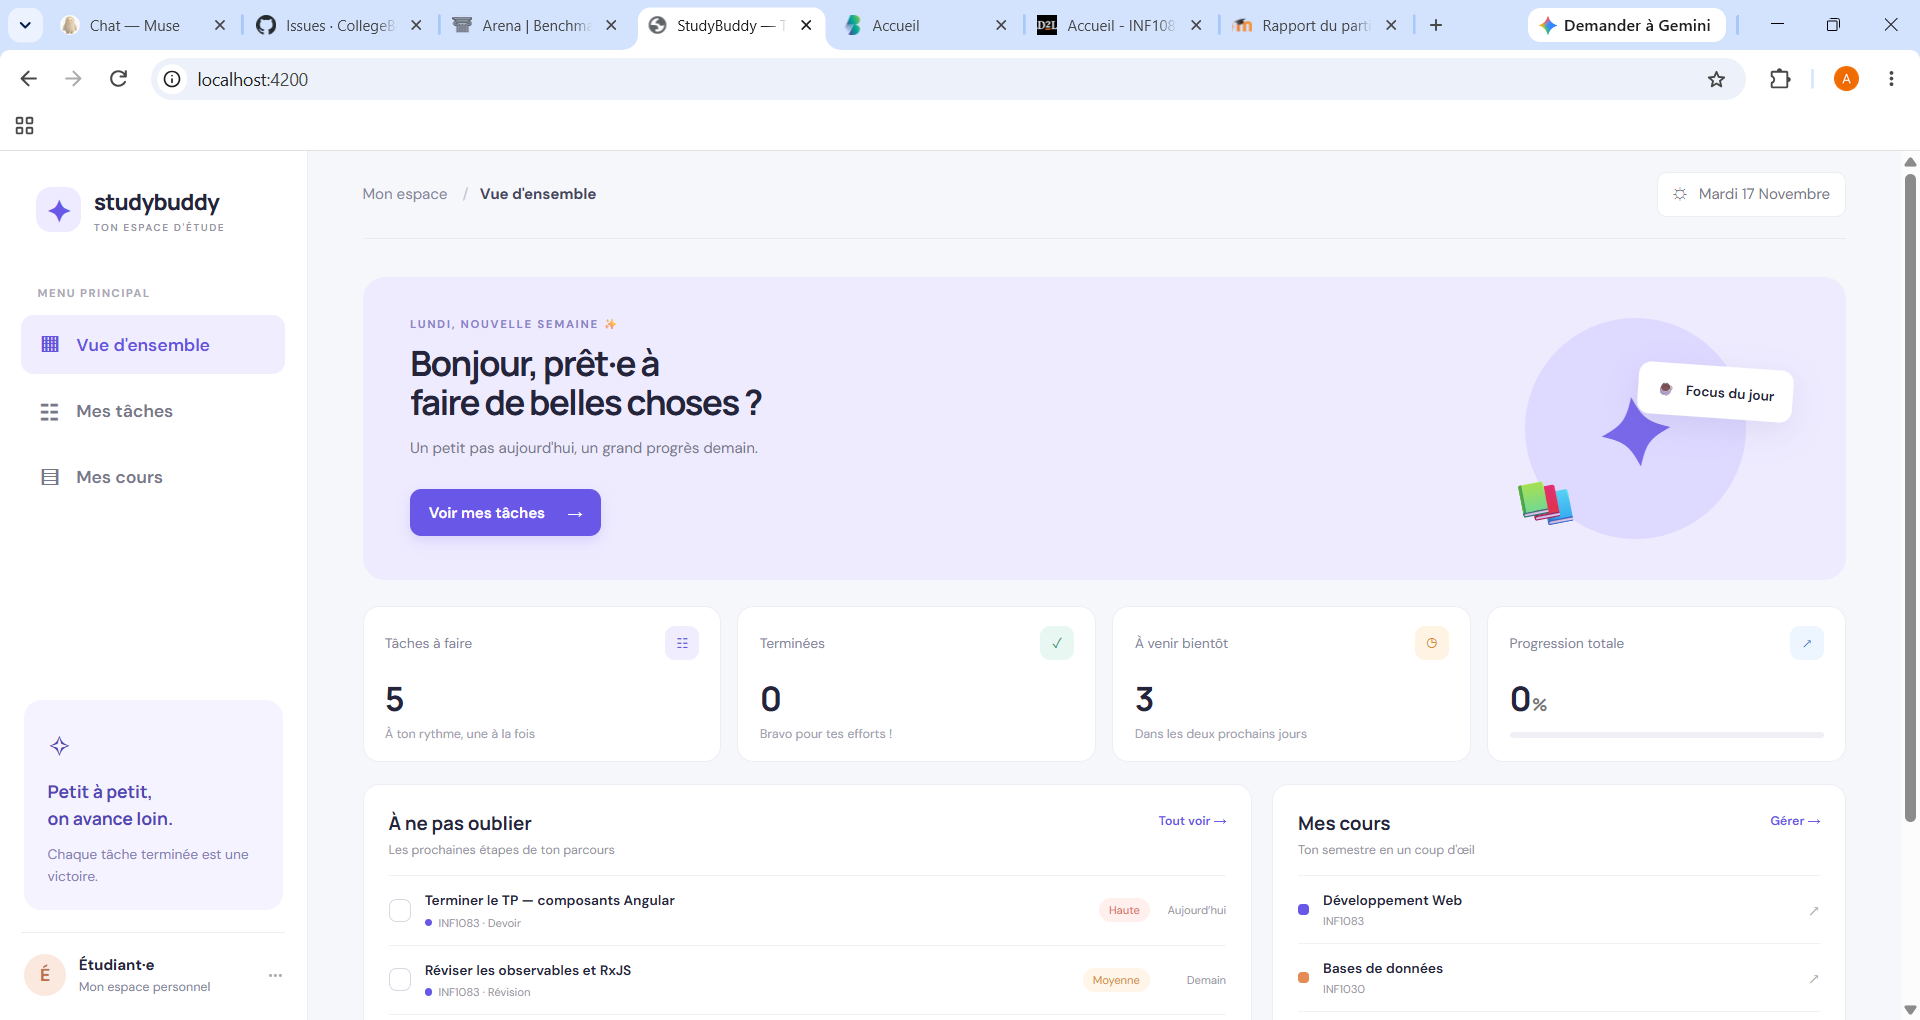 Chat — Muse
Issues · CollegeB
Arena | Benchma
StudyBuddy — T
Accueil
D2L
Accueil - INF108
Rapport du parti
Demander à Gemini
localhost:4200
A
studybuddy
TON ESPACE D'ÉTUDE
MENU PRINCIPAL
Vue d'ensemble
Mes tâches
Mes cours
Petit à petit,
on avance loin.
Chaque tâche terminée est une
victoire.
É
Étudiant·e
Mon espace personnel
Mon espace / Vue d'ensemble
Mardi 17 Novembre
LUNDI, NOUVELLE SEMAINE ✨
Bonjour, prêt·e à
faire de belles choses ?
Un petit pas aujourd'hui, un grand progrès demain.
Voir mes tâches →
Focus du jour
Tâches à faire
5
À ton rythme, une à la fois
Terminées
✓
0
Bravo pour tes efforts !
À venir bientôt
3
Dans les deux prochains jours
Progression totale
↗
0%
À ne pas oublier
Tout voir →
Les prochaines étapes de ton parcours
Terminer le TP — composants Angular
INF1083 · Devoir
Haute
Aujourd'hui
Réviser les observables et RxJS
INF1083 · Révision
Moyenne
Demain
Mes cours
Gérer →
Ton semestre en un coup d'œil
Développement Web
INF1083
↗
Bases de données
INF1030
↗